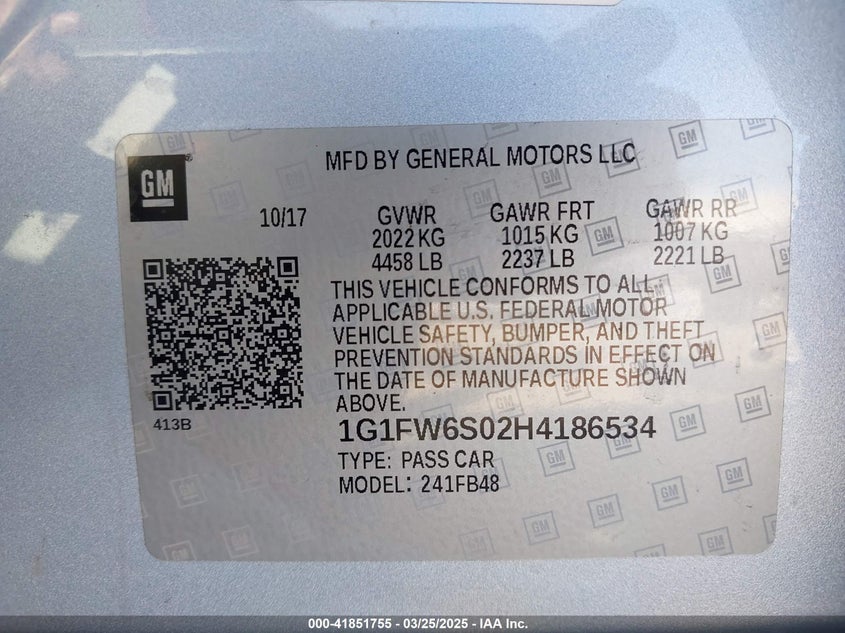 GM
MFD BY GENERAL MOTORS LLC
10/17 GVWR GAWR FRT GAWR RR
2022 KG 1015 KG 1007 KG
4458 LB 2237 LB 2221 LB
THIS VEHICLE CONFORMS TO ALL
APPLICABLE U.S. FEDERAL MOTOR
VEHICLE SAFETY, BUMPER, AND THEFT
PREVENTION STANDARDS IN EFFECT ON
THE DATE OF MANUFACTURE SHOWN
ABOVE.
413B
1G1FW6S02H4186534
TYPE: PASS CAR
MODEL: 241FB48
000-41851755 - 03/25/2025 - IAA Inc.